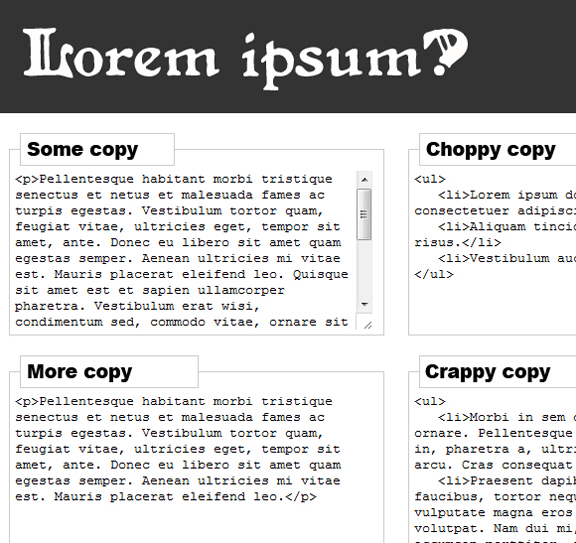 Lorem ipsum?
Some copy
<p>Pellentesque habitant morbi tristique
senectus et netus et malesuada fames ac
turpis egestas. Vestibulum tortor quam,
feugiat vitae, ultricies eget, tempor sit
amet, ante. Donec eu libero sit amet quam
egestas semper. Aenean ultricies mi vitae
est. Mauris placerat eleifend leo. Quisque
sit amet est et sapien ullamcorper
pharetra. Vestibulum erat wisi,
condimentum sed, commodo vitae, ornare sit
Choppy copy
<ul>
<li>Lorem ipsum do
consectetuer adipisci
<li>Aliquam tincid
risus.</li>
<li>Vestibulum auc
</ul>
More copy
<p>Pellentesque habitant morbi tristique
senectus et netus et malesuada fames ac
turpis egestas. Vestibulum tortor quam,
feugiat vitae, ultricies eget, tempor sit
amet, ante. Donec eu libero sit amet quam
egestas semper. Aenean ultricies mi vitae
est. Mauris placerat eleifend leo.</p>
Crappy copy
<ul>
<li>Morbi in sem q
ornare. Pellentesque
in, pharetra a, ultri
arcu. Cras consequat
<li>Praesent dapib
faucibus, tortor nequ
vulputate magna eros
volutpat. Nam dui mi,